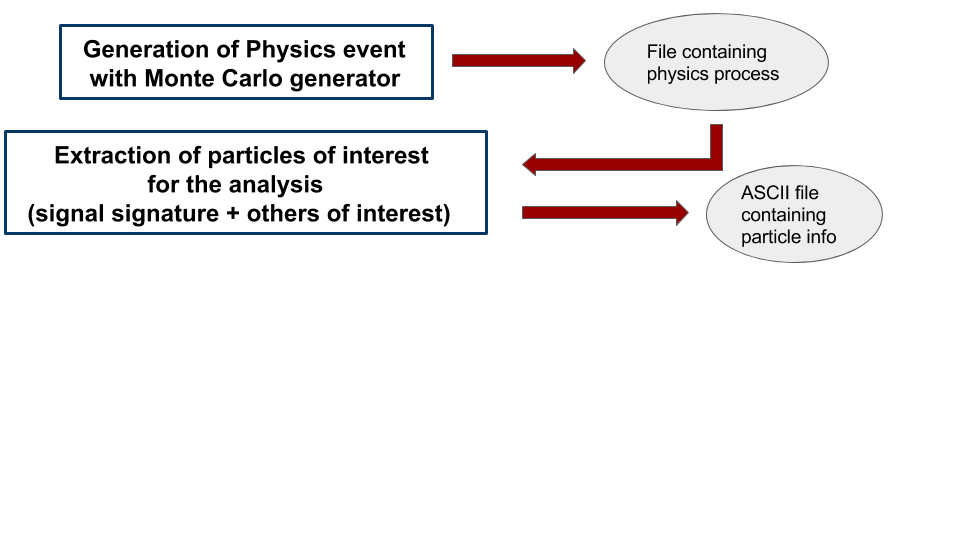 Generation of Physics event
with Monte Carlo generator
File containing
physics process
Extraction of particles of interest
for the analysis
(signal signature + others of interest)
ASCII file
containing
particle info